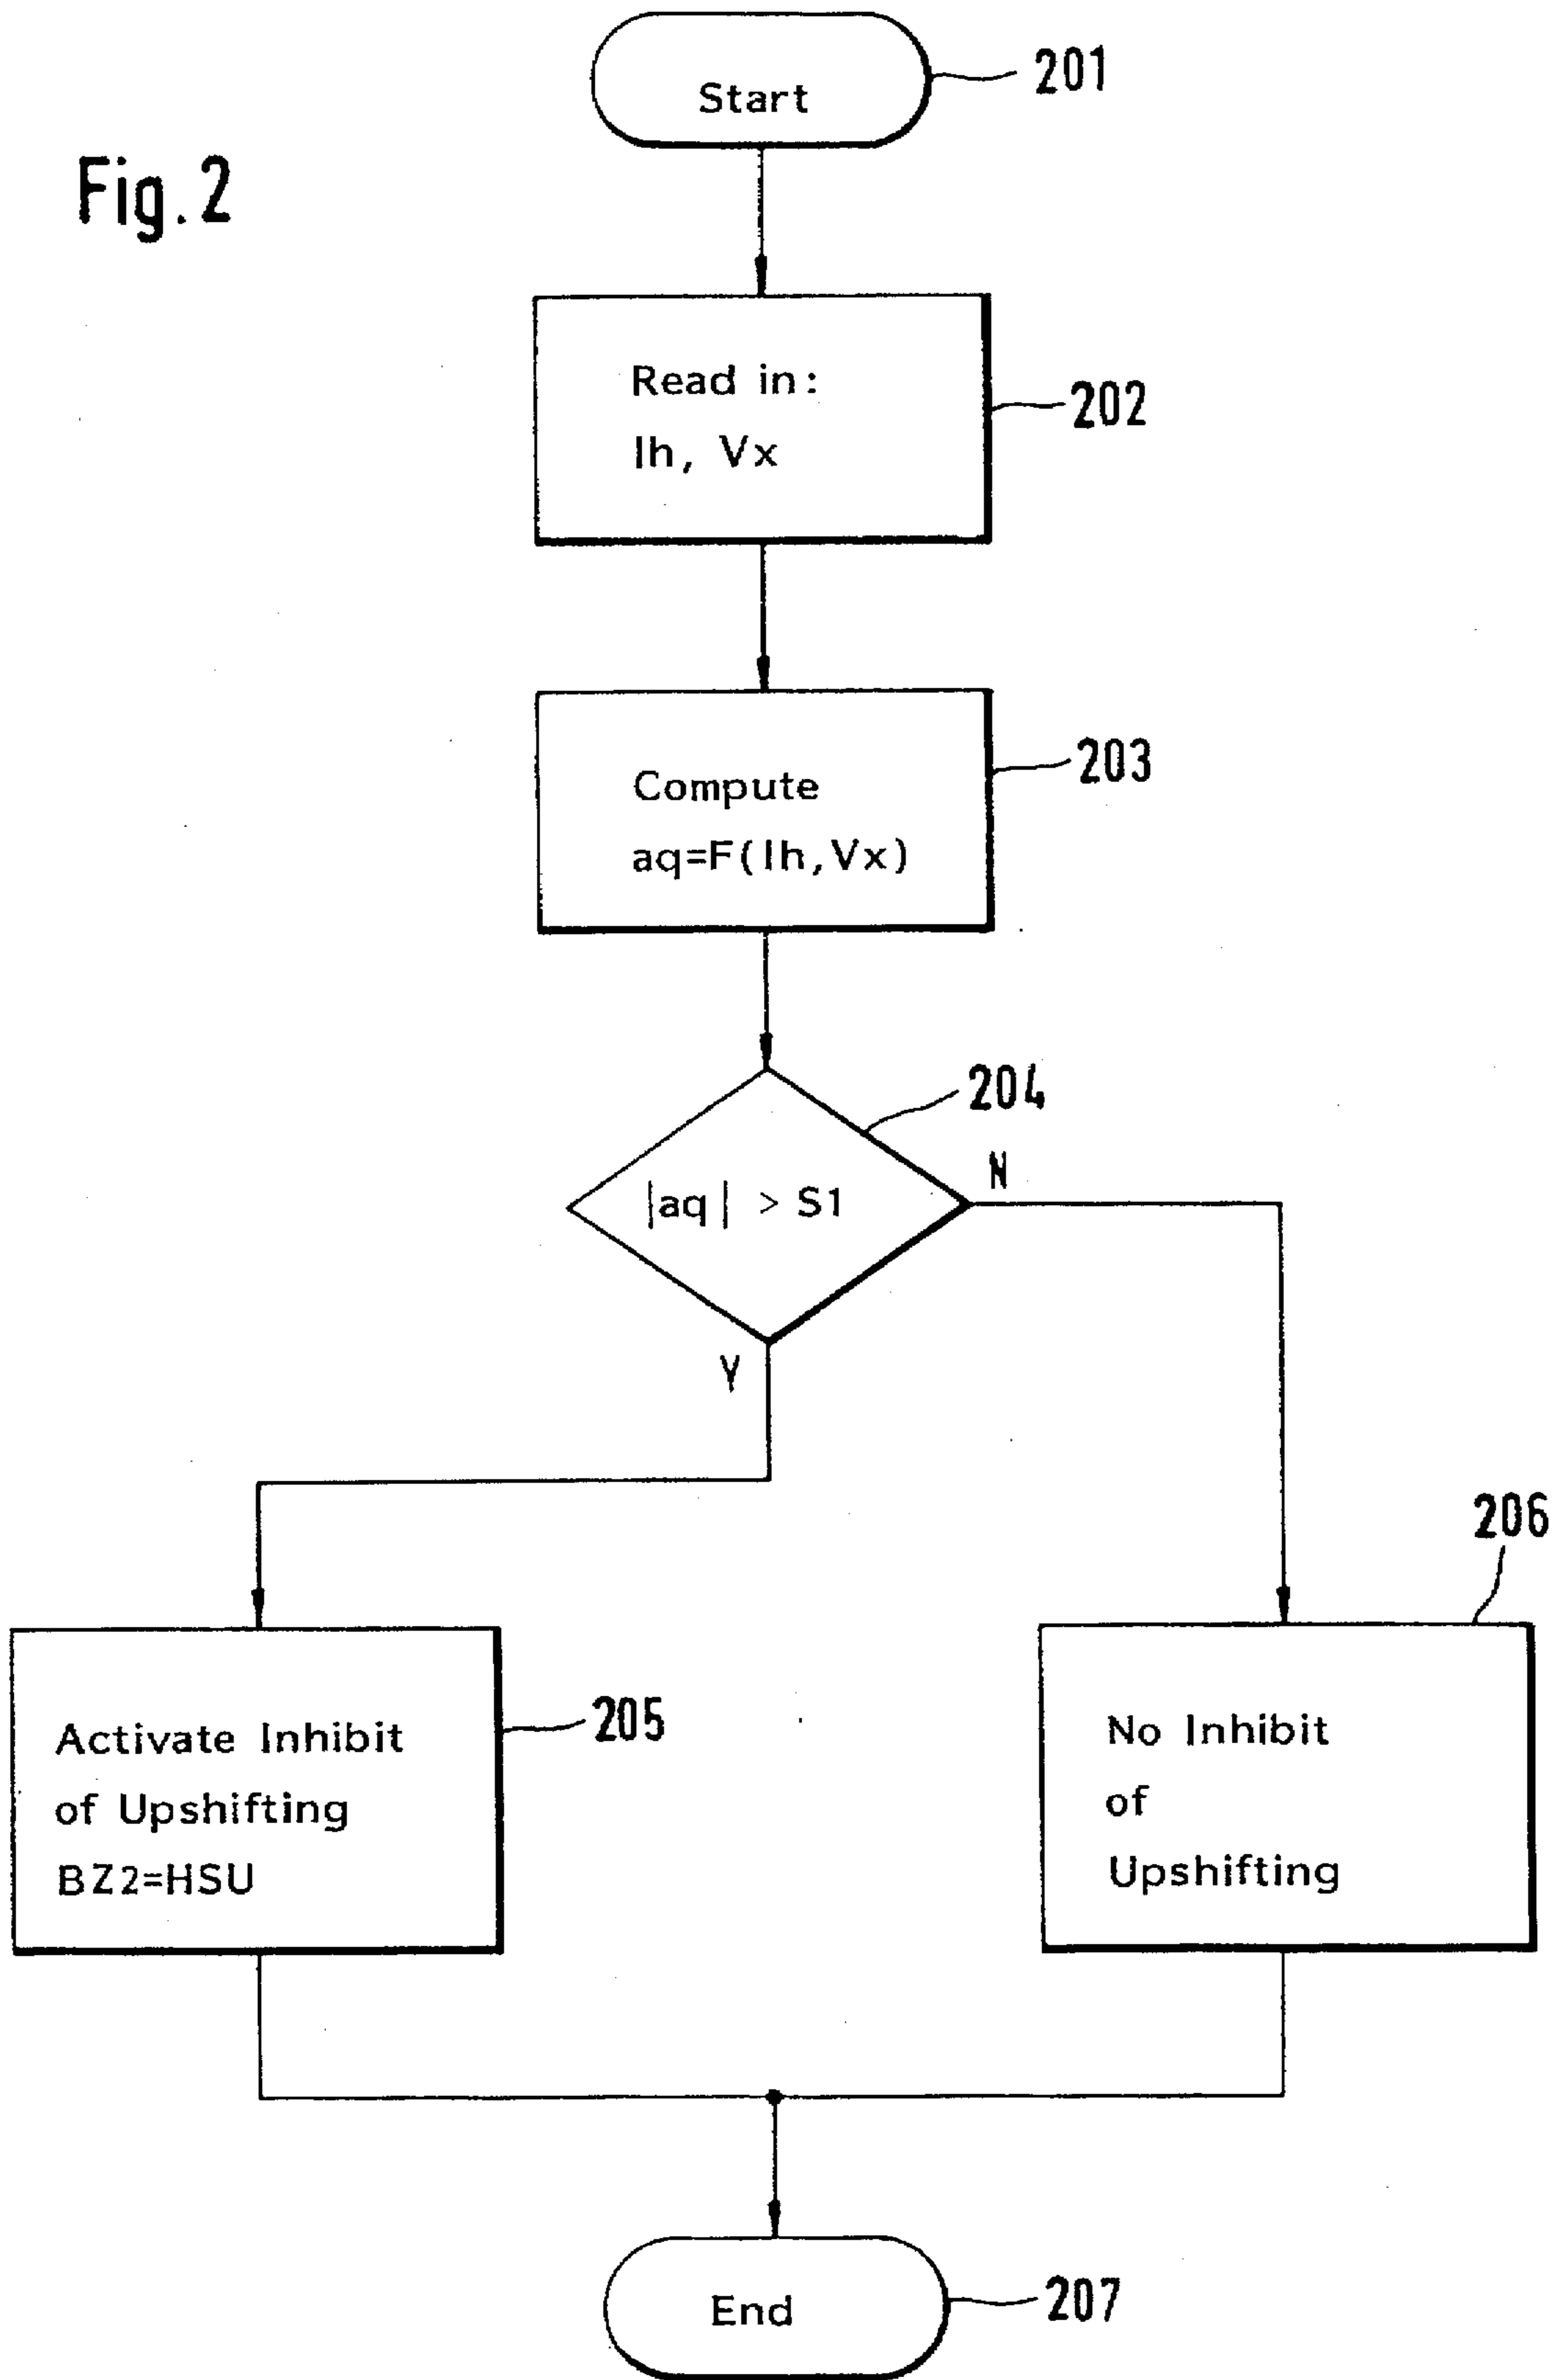 Fig. 2
Start
201
Read in:
Ih, Vx
202
Compute
aq=F(Ih,Vx)
203
204
|aq| > S1
N
Y
206
Activate Inhibit
of Upshifting
BZ2=HSU
205
No Inhibit
of
Upshifting
End
207